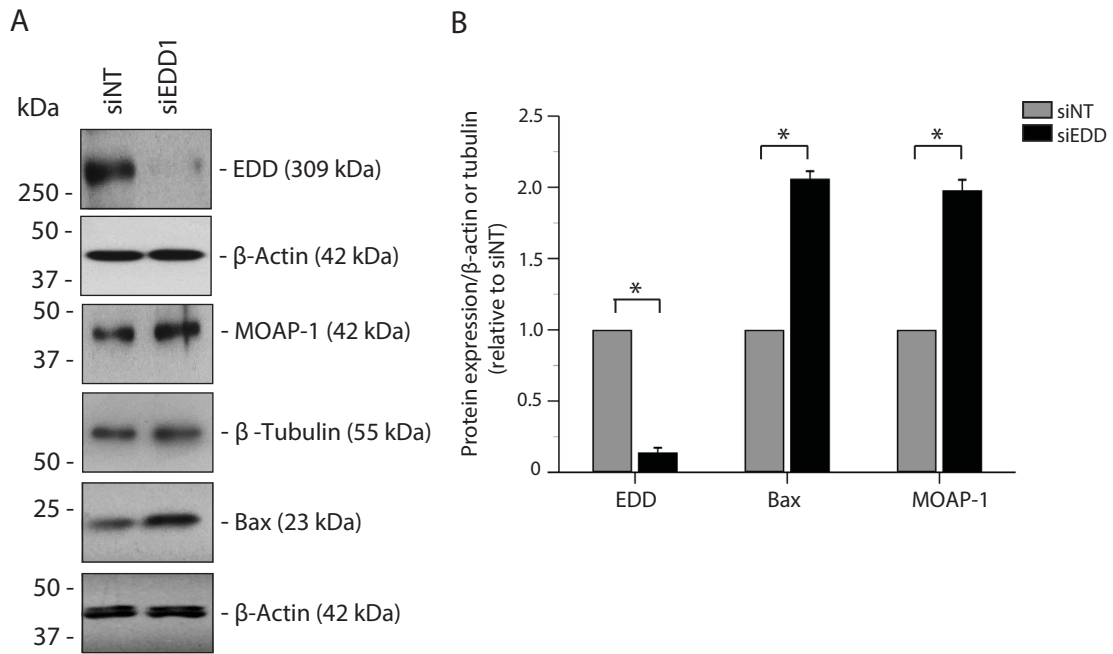 A
siNT
siEDD1
kDa
250 -
- EDD (309 kDa)
50 -
- β-Actin (42 kDa)
37 -
50 -
- MOAP-1 (42 kDa)
37 -
- β -Tubulin (55 kDa)
50 -
25 -
- Bax (23 kDa)
50 -
- β-Actin (42 kDa)
37 -
B
siNT
siEDD
Protein expression/β-actin or tubulin
(relative to siNT)
2.5
2.0
1.5
1.0
0.5
0
*
*
*
EDD
Bax
MOAP-1